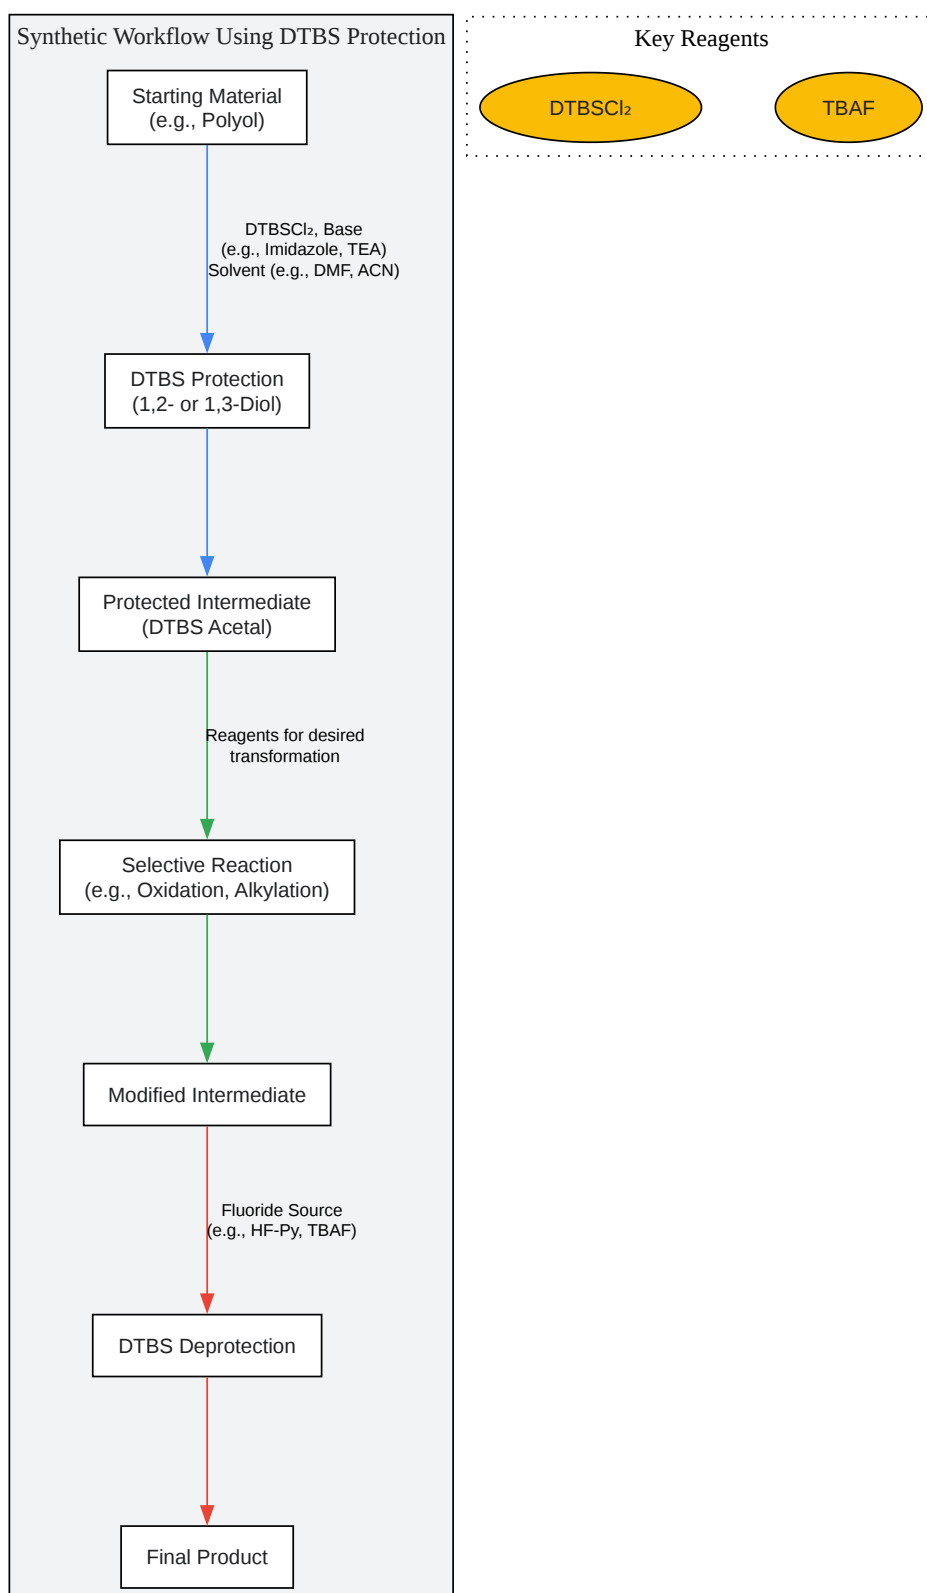 Synthetic Workflow Using DTBS Protection
Starting Material
(e.g., Polyol)
DTBSCl₂, Base
(e.g., Imidazole, TEA)
Solvent (e.g., DMF, ACN)
DTBS Protection
(1,2- or 1,3-Diol)
Protected Intermediate
(DTBS Acetal)
Reagents for desired
transformation
Selective Reaction
(e.g., Oxidation, Alkylation)
Modified Intermediate
Fluoride Source
(e.g., HF-Py, TBAF)
DTBS Deprotection
Final Product
Key Reagents
DTBSCl₂
TBAF